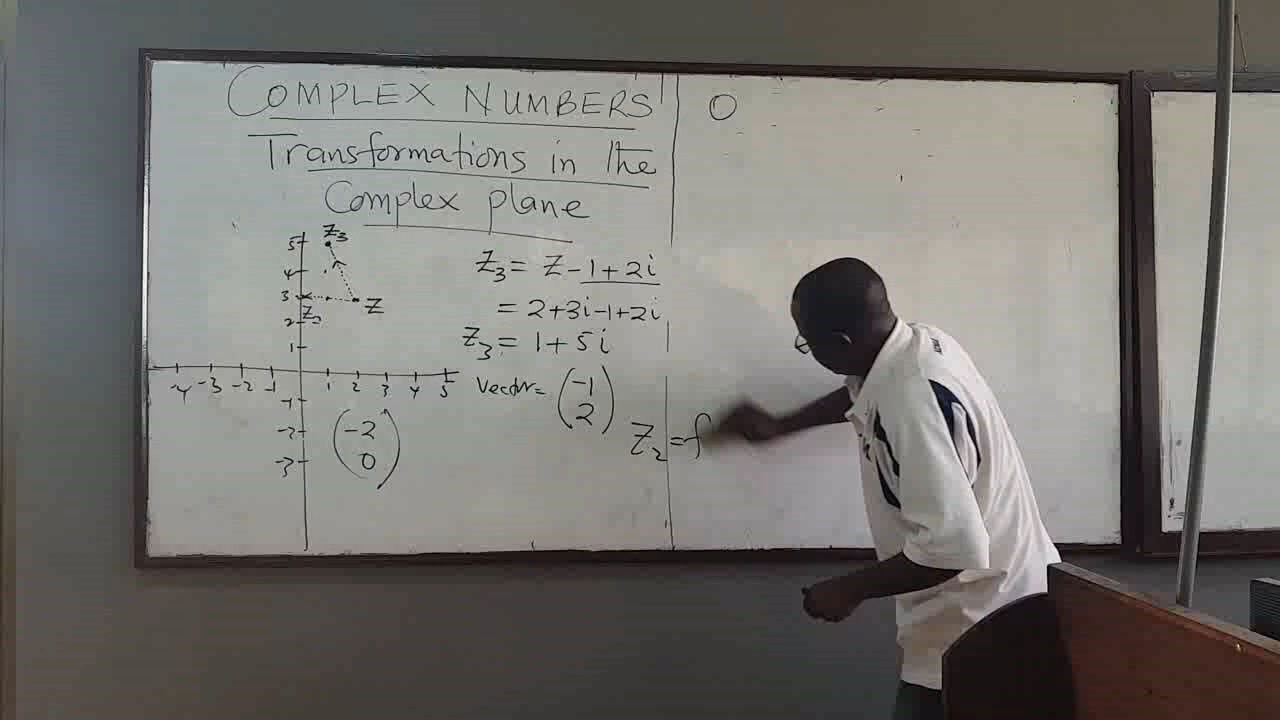 COMPLEX NUMBERS
Transformations in the
Complex plane
Z3
5
4
3
Z
Z2
2
1
-4 -3 -2 -1 1 2 3 4 5
-1
-2
-3
(-2
0)
Z3 = Z-1+2i
= 2+3i-1+2i
Z3 = 1+5i
Vector = (-1
2)
Z2 = f
0